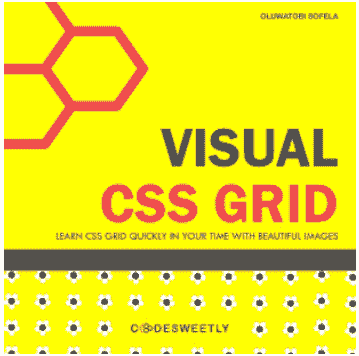 OLUWATOBI SOFELA
VISUAL
CSS GRID
LEARN CSS GRID QUICKLY IN YOUR TIME WITH BEAUTIFUL IMAGES
CODESWEETLY